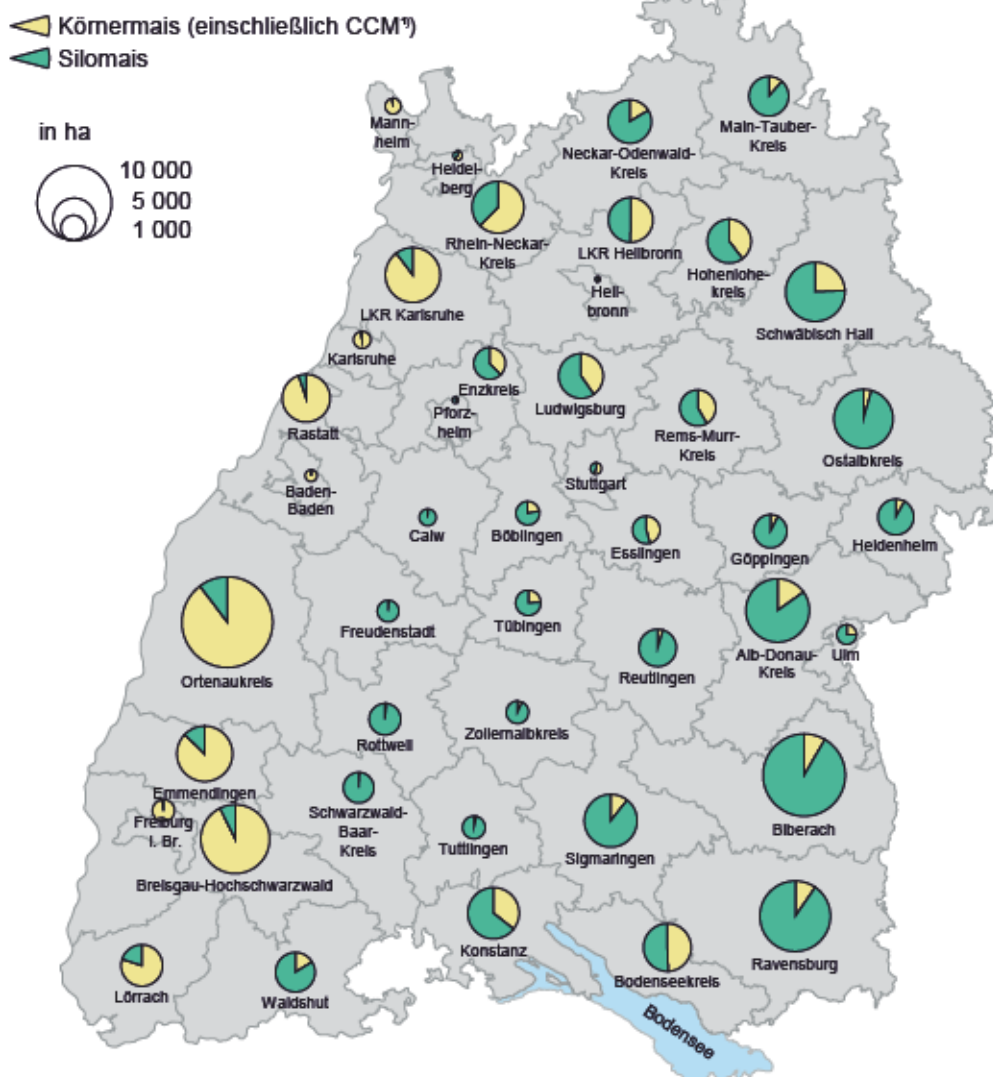 Körnermais (einschließlich CCM¹⁾)
Silomais
in ha
10 000
5 000
1 000
Mann-
heim
Heidel-
berg
Neckar-Odenwald-
Kreis
Main-Tauber-
Kreis
Rhein-Neckar-
Kreis
LKR Heilbronn
Hohenlohe-
kreis
LKR Karlsruhe
Heil-
bronn
Schwäbisch Hall
Karlsruhe
Enzkreis
Ludwigsburg
Rastatt
Pforz-
heim
Rems-Murr-
Kreis
Ostalbkreis
Baden-
Baden
Stuttgart
Calw
Böblingen
Esslingen
Göppingen
Heidenheim
Ortenaukreis
Freudenstadt
Tübingen
Reutlingen
Alb-Donau-
Kreis
Ulm
Rottweil
Zollernalbkreis
Emmendingen
Freiburg
i. Br.
Schwarzwald-
Baar-
Kreis
Tuttlingen
Sigmaringen
Biberach
Breisgau-Hochschwarzwald
Konstanz
Bodenseekreis
Ravensburg
Lörrach
Waldshut
Bodensee